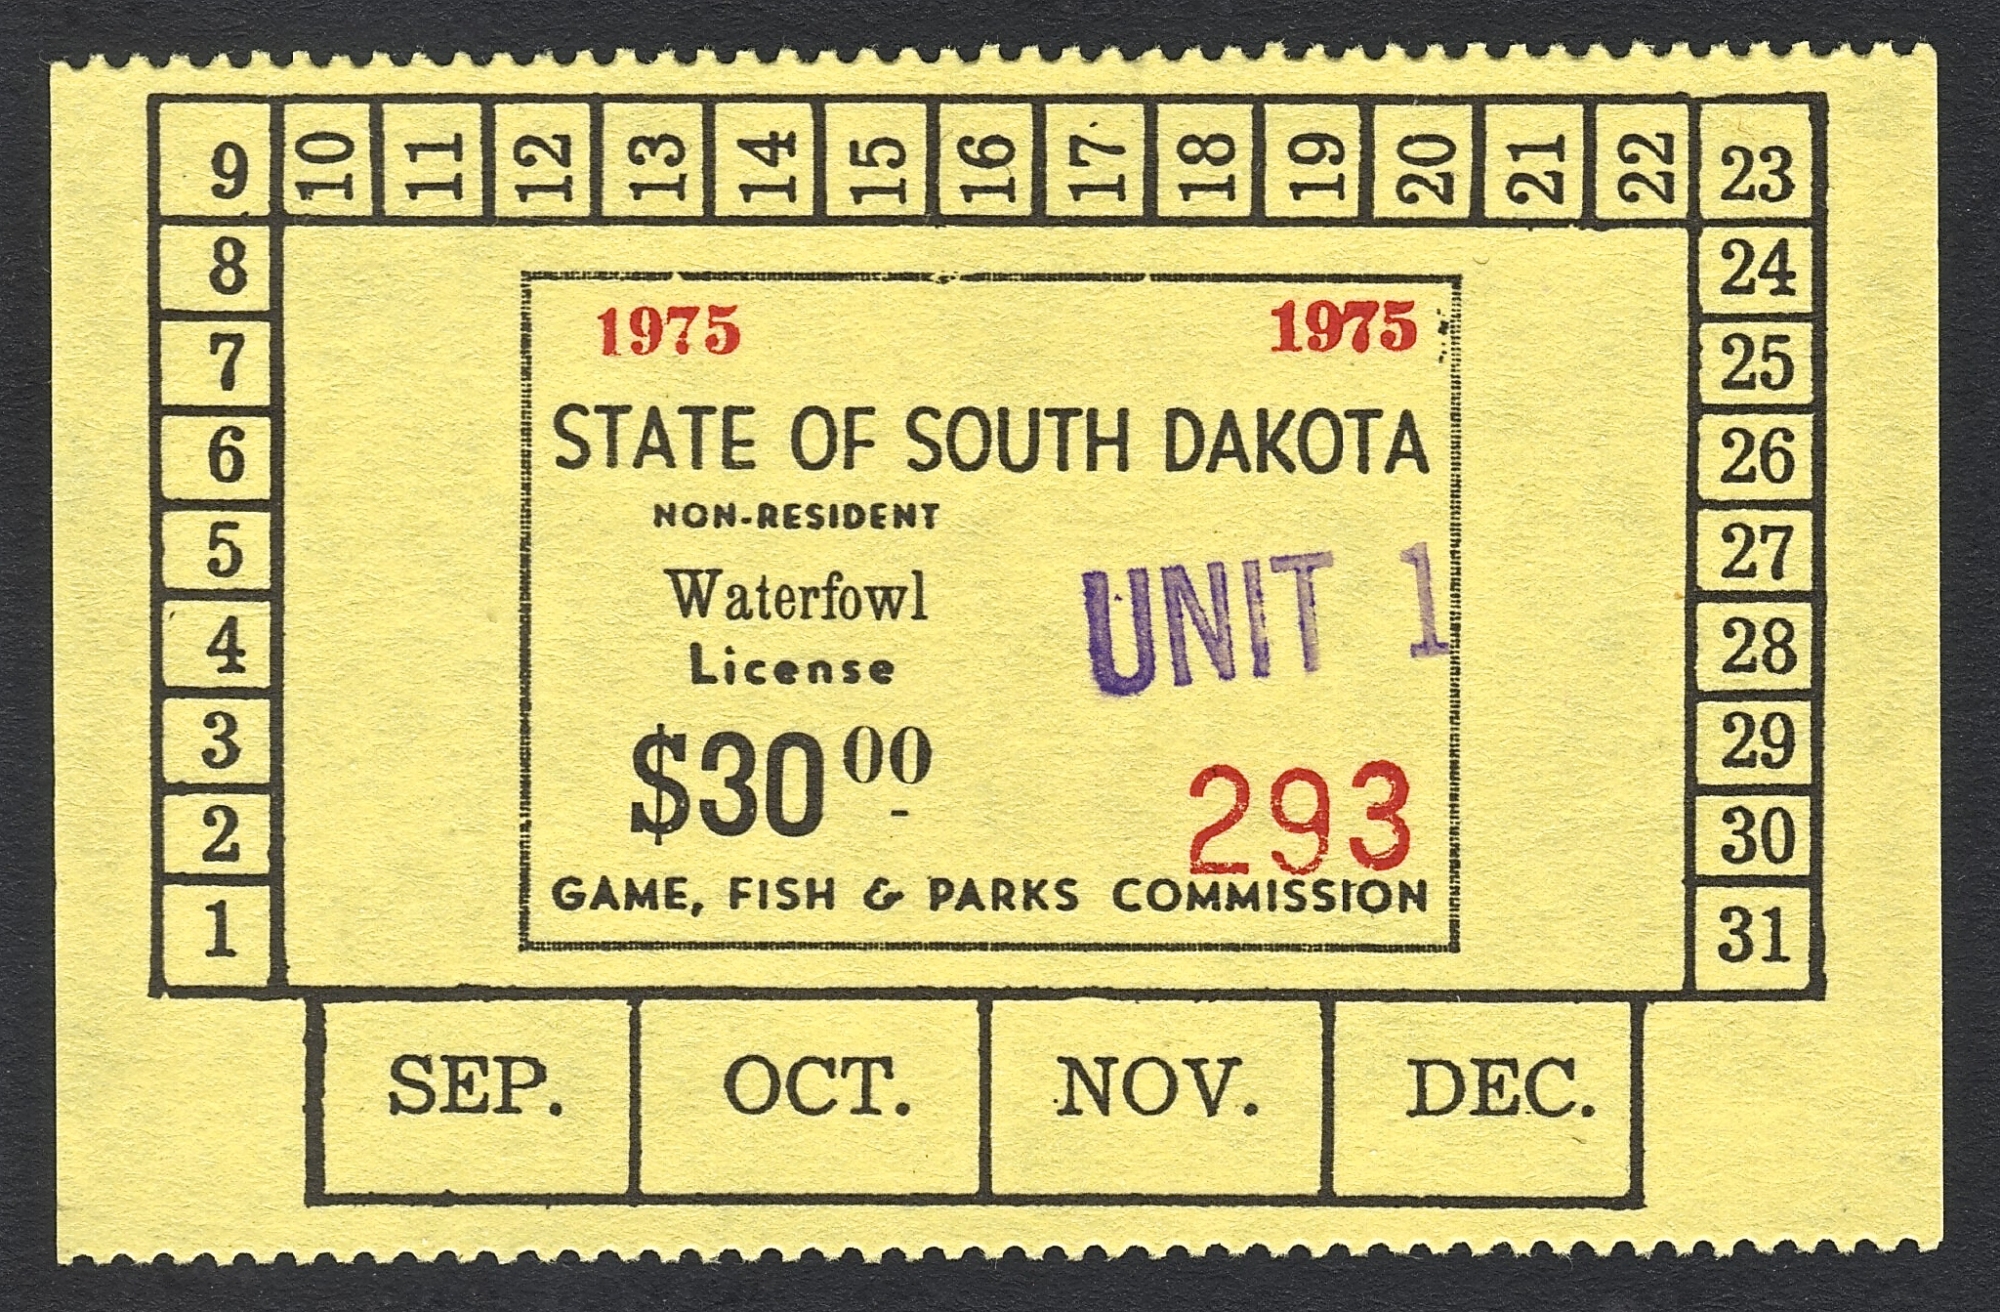 9 10 11 12 13 14 15 16 17 18 19 20 21 22 23
8 24
7 25
6 26
5 27
4 28
3 29
2 30
1 31
1975 1975
STATE OF SOUTH DAKOTA
NON-RESIDENT
Waterfowl
License
UNIT 1
$30 00
293
GAME, FISH & PARKS COMMISSION
SEP. OCT. NOV. DEC.